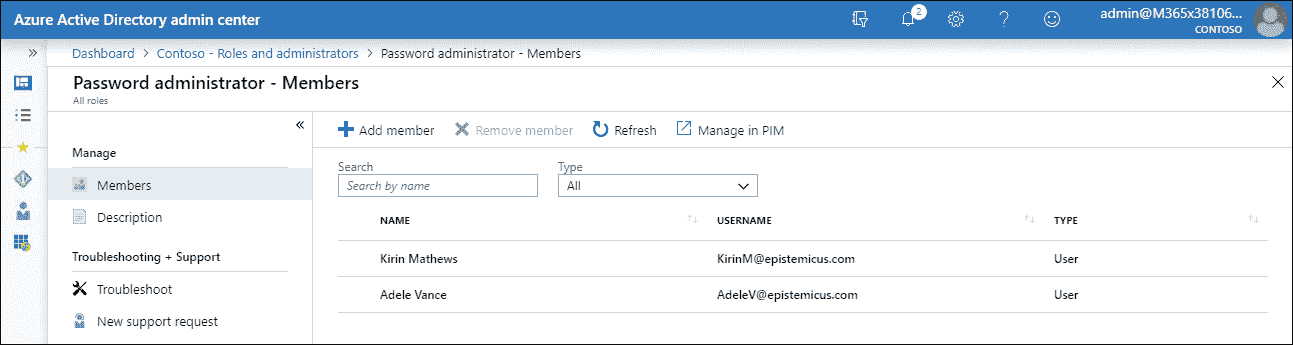 Azure Active Directory admin center
2
admin@M365x38106...
CONTOSO
Dashboard > Contoso - Roles and administrators > Password administrator - Members
Password administrator - Members
All roles
Manage
Members
Description
Troubleshooting + Support
Troubleshoot
New support request
Add member Remove member Refresh Manage in PIM
Search Type
Search by name All
NAME USERNAME TYPE
Kirin Mathews KirinM@epistemicus.com User
Adele Vance AdeleV@epistemicus.com User